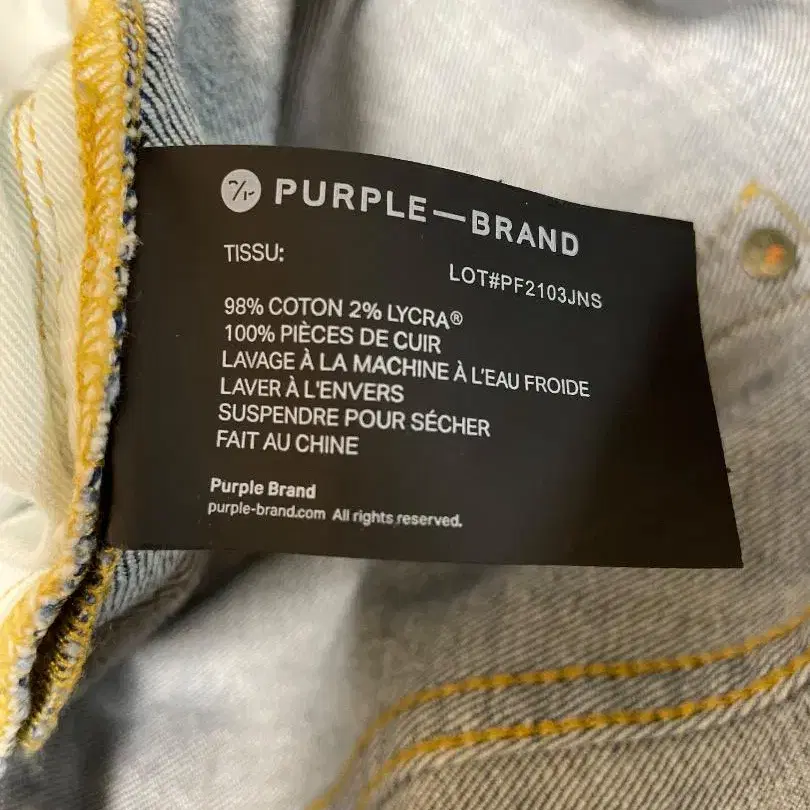 PURPLE—BRAND
TISSU:
LOT#PF2103JNS
98% COTON 2% LYCRA®
100% PIÈCES DE CUIR
LAVAGE À LA MACHINE À L'EAU FROIDE
LAVER À L'ENVERS
SUSPENDRE POUR SÉCHER
FAIT AU CHINE
Purple Brand
purple-brand.com All rights reserved.